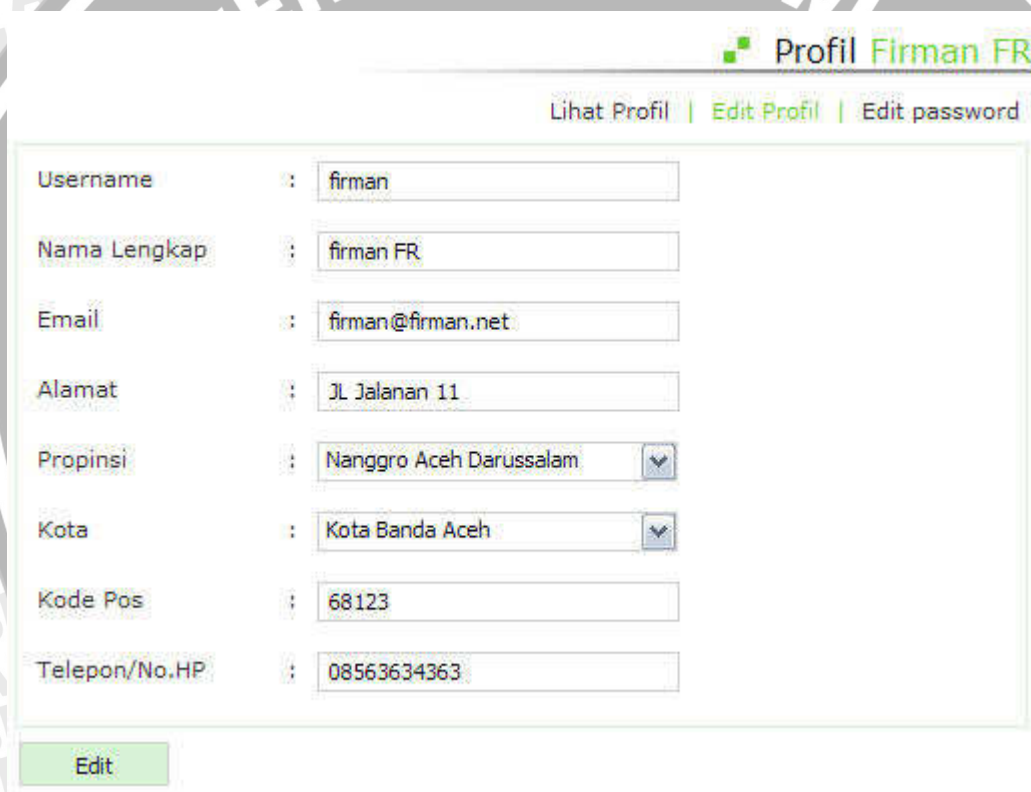 Profil Firman FR
Lihat Profil | Edit Profil | Edit password
Username : firman
Nama Lengkap : firman FR
Email : firman@firman.net
Alamat : JL Jalanan 11
Propinsi : Nanggro Aceh Darussalam
Kota : Kota Banda Aceh
Kode Pos : 68123
Telepon/No.HP : 08563634363
Edit